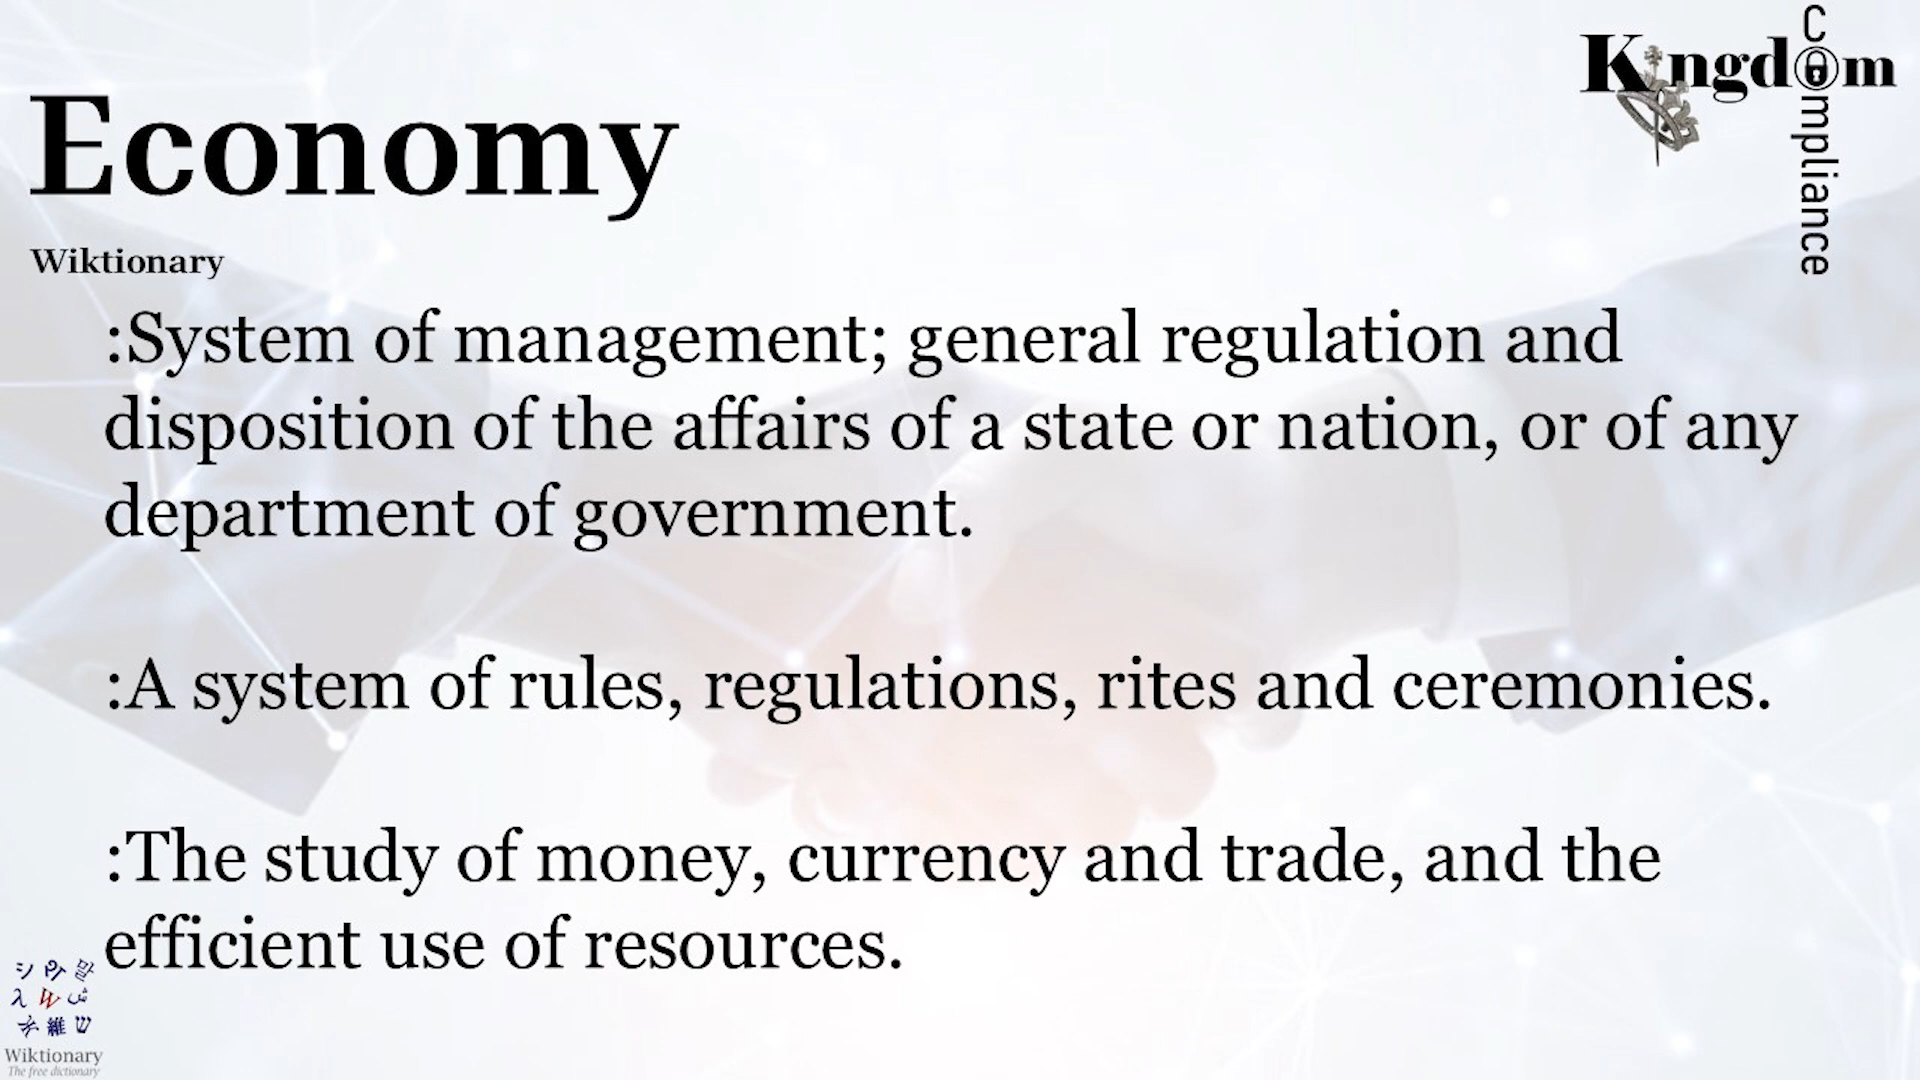 Kingdom
Compliance
Economy
Wiktionary
:System of management; general regulation and
disposition of the affairs of a state or nation, or of any
department of government.
:A system of rules, regulations, rites and ceremonies.
:The study of money, currency and trade, and the
efficient use of resources.
Wiktionary
The free dictionary